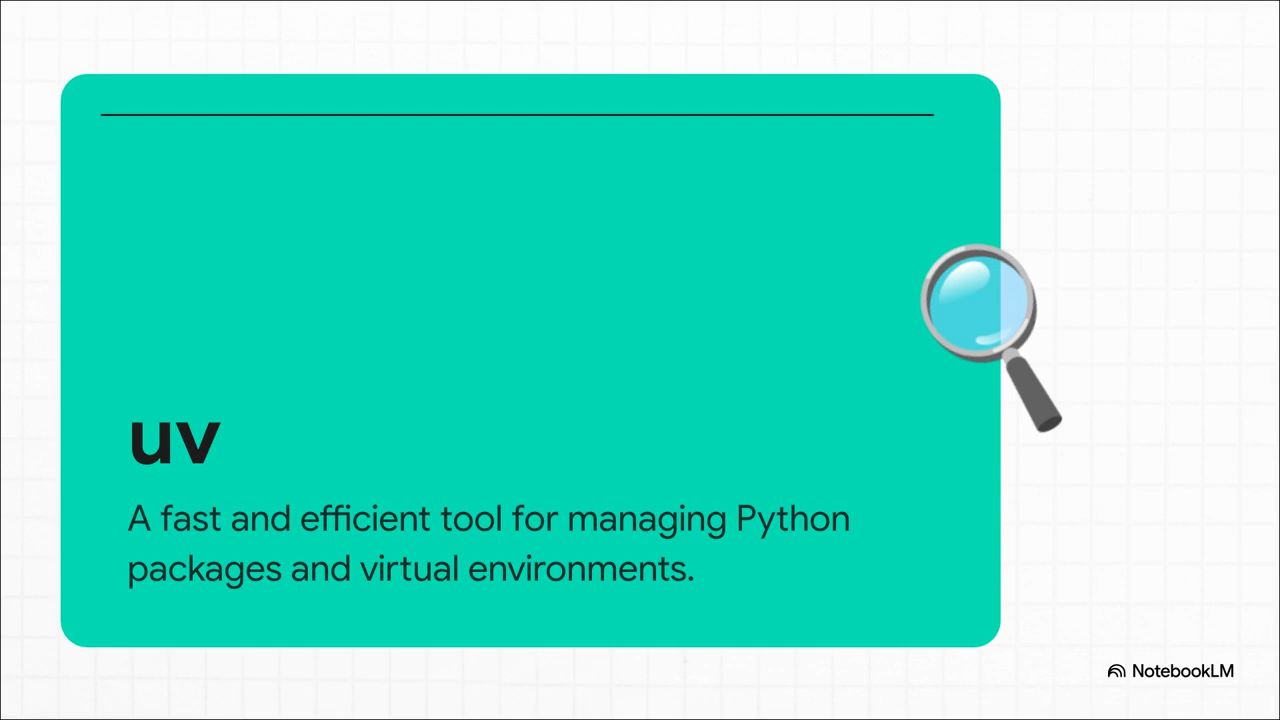 uv
A fast and efficient tool for managing Python
packages and virtual environments.
NotebookLM